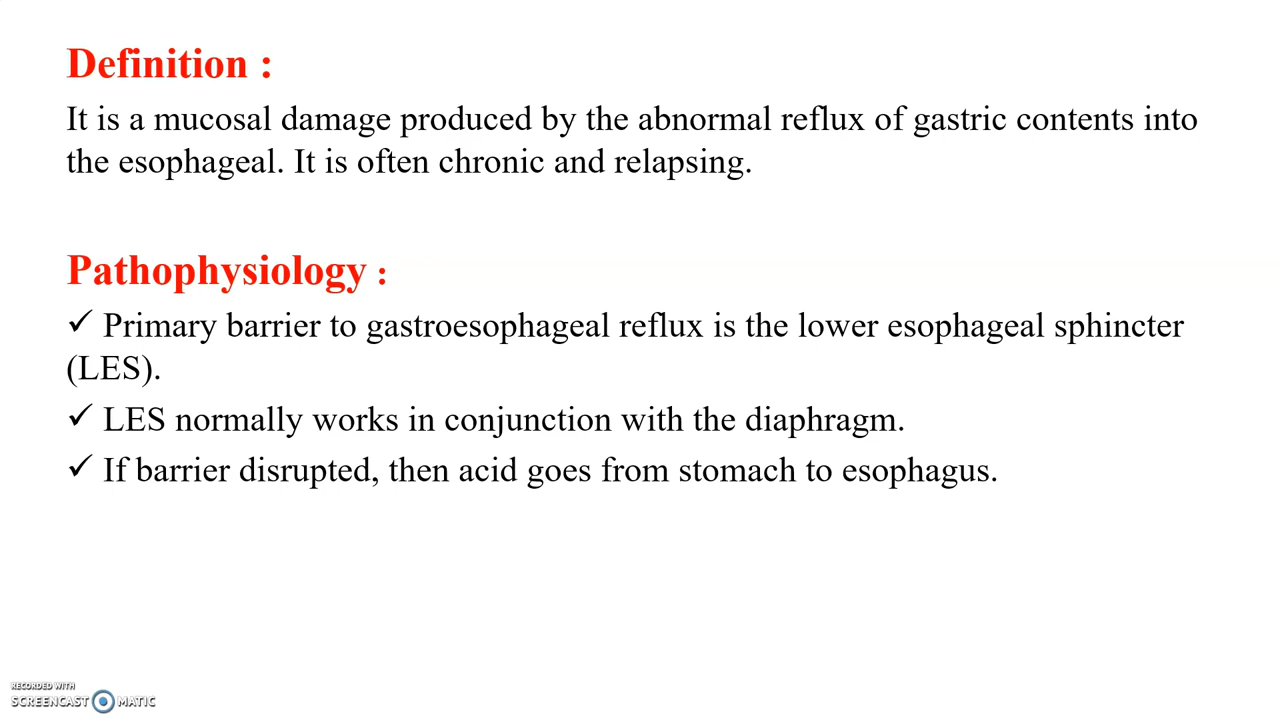 Definition :
It is a mucosal damage produced by the abnormal reflux of gastric contents into
the esophageal. It is often chronic and relapsing.
Pathophysiology :
✓ Primary barrier to gastroesophageal reflux is the lower esophageal sphincter
(LES).
✓ LES normally works in conjunction with the diaphragm.
✓ If barrier disrupted, then acid goes from stomach to esophagus.
RECORDED WITH
SCREENCAST MATIC